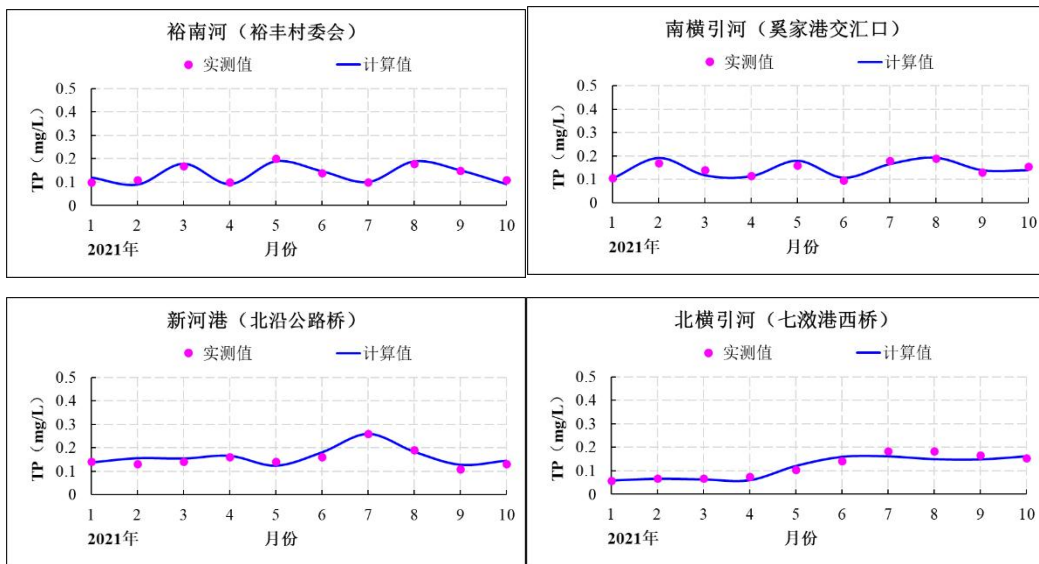 裕南河（裕丰村委会）
实测值 计算值
TP（mg/L）
0.5
0.4
0.3
0.2
0.1
0
1 2 3 4 5 6 7 8 9 10
2021年 月份
南横引河（奚家港交汇口）
实测值 计算值
TP（mg/L）
0.5
0.4
0.3
0.2
0.1
0
1 2 3 4 5 6 7 8 9 10
2021年 月份
新河港（北沿公路桥）
实测值 计算值
TP（mg/L）
0.5
0.4
0.3
0.2
0.1
0
1 2 3 4 5 6 7 8 9 10
2021年 月份
北横引河（七滧港西桥）
实测值 计算值
TP（mg/L）
0.5
0.4
0.3
0.2
0.1
0
1 2 3 4 5 6 7 8 9 10
2021年 月份